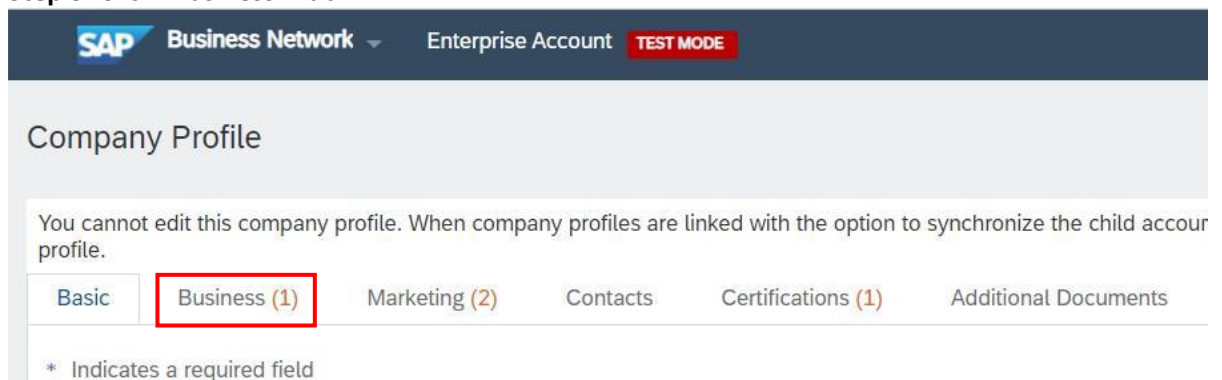 SAP Business Network Enterprise Account TEST MODE
Company Profile
You cannot edit this company profile. When company profiles are linked with the option to synchronize the child accour
profile.
Basic Business (1) Marketing (2) Contacts Certifications (1) Additional Documents
* Indicates a required field